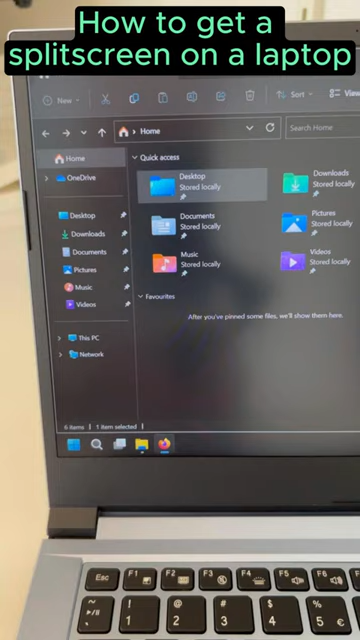 How to get a
splitscreen on a laptop
New
Sort
View
Home
Search Home
Home
OneDrive
Quick access
Desktop
Stored locally
Downloads
Stored locally
Desktop
Downloads
Documents
Pictures
Music
Videos
Documents
Stored locally
Pictures
Stored locally
Music
Stored locally
Videos
Stored locally
Favourites
After you've pinned some files, we'll show them here.
This PC
Network
6 items
1 item selected
Esc
F1
F2
F3
F4
F5
F6
!
1
"
2
#
3
$
4
%
5
€